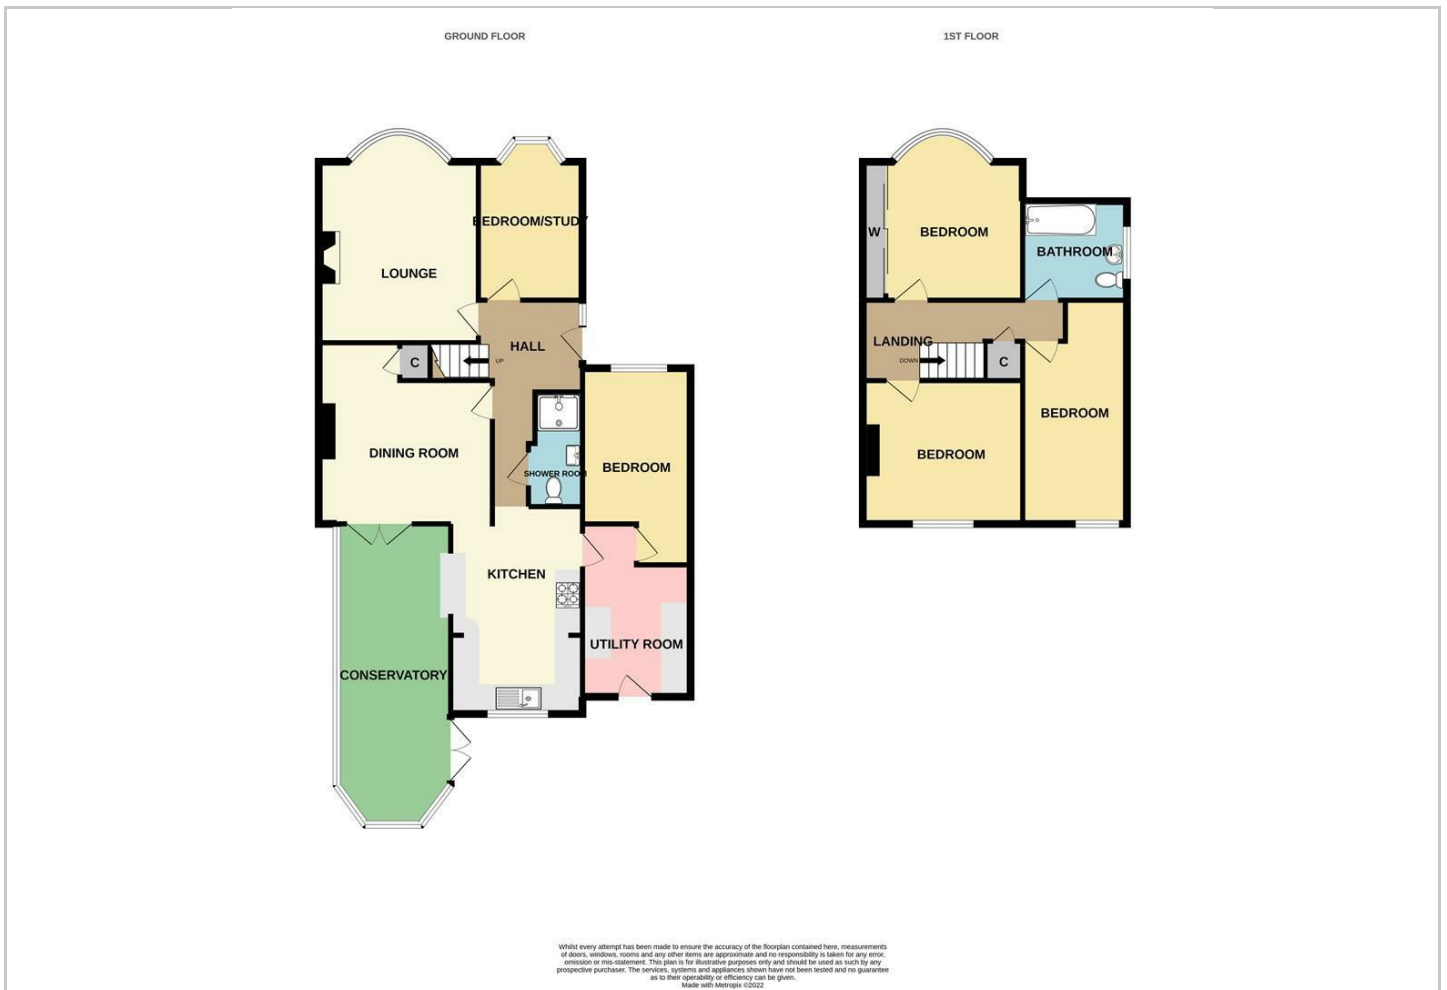 GROUND FLOOR
1ST FLOOR
BEDROOM/STUDY
LOUNGE
HALL
UP
C
DINING ROOM
SHOWER ROOM
BEDROOM
KITCHEN
UTILITY ROOM
CONSERVATORY
W
BEDROOM
BATHROOM
LANDING
DOWN
C
BEDROOM
BEDROOM
Whilst every attempt has been made to ensure the accuracy of the floorplan contained here, measurements
of doors, windows, rooms and any other items are approximate and no responsibility is taken for any error,
omission or mis-statement. This plan is for illustrative purposes only and should be used as such by any
prospective purchaser. The services, systems and appliances shown have not been tested and no guarantee
as to their operability or efficiency can be given.
Made with Metropix ©2022